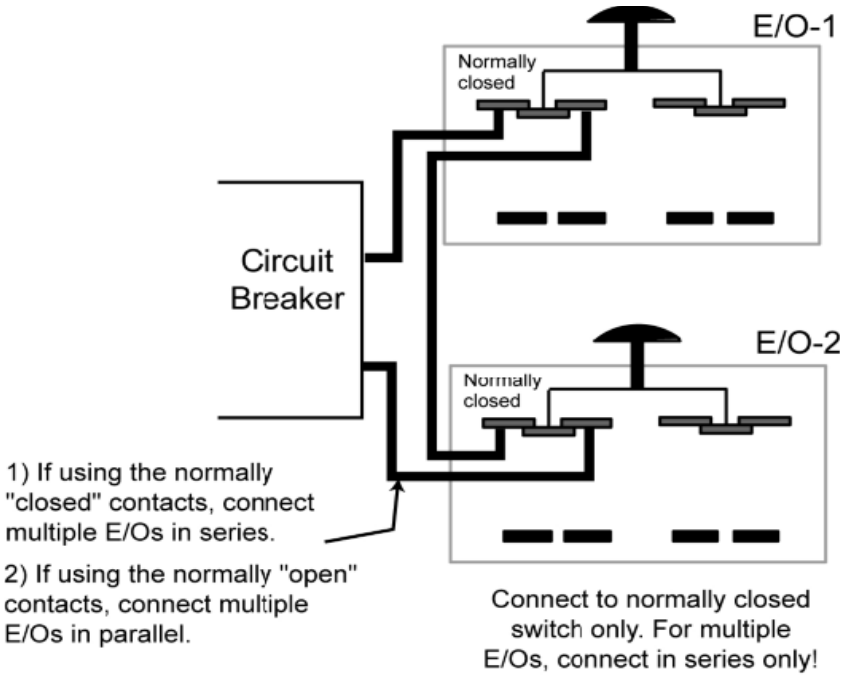 E/O-1
Normally
closed
Circuit
Breaker
E/O-2
Normally
closed
1) If using the normally
"closed" contacts, connect
multiple E/Os in series.
2) If using the normally "open"
contacts, connect multiple
E/Os in parallel.
Connect to normally closed
switch only. For multiple
E/Os, connect in series only!